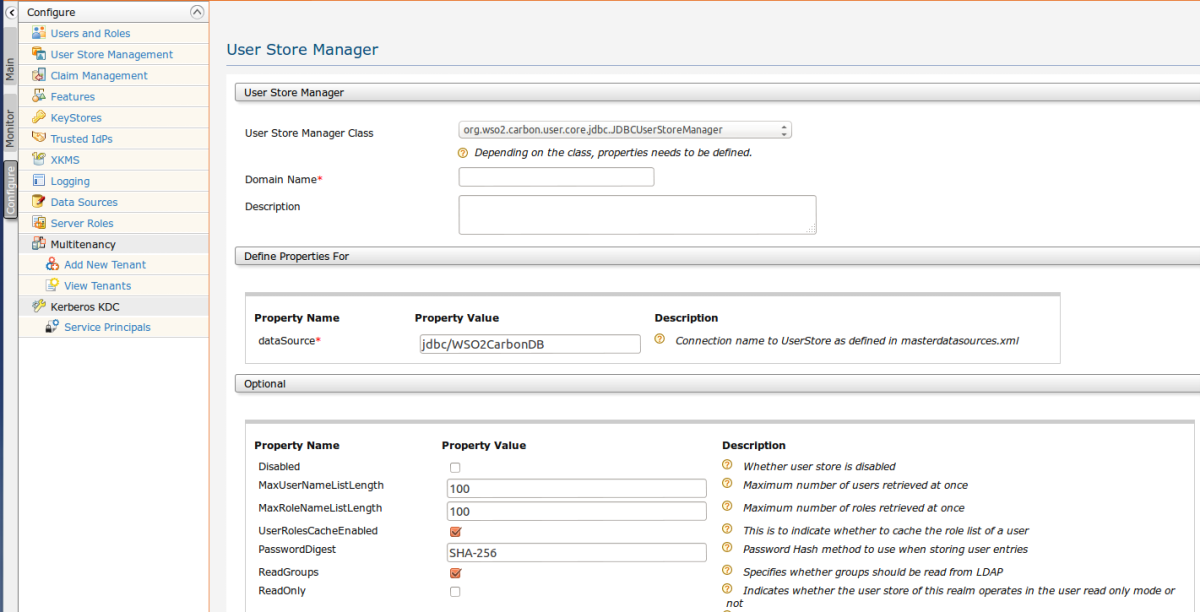 Configure
Main
Monitor
Configure
Users and Roles
User Store Management
Claim Management
Features
KeyStores
Trusted IdPs
XKMS
Logging
Data Sources
Server Roles
Multitenancy
Add New Tenant
View Tenants
Kerberos KDC
Service Principals
User Store Manager
User Store Manager
User Store Manager Class org.wso2.carbon.user.core.jdbc.JDBCUserStoreManager
? Depending on the class, properties needs to be defined.
Domain Name*
Description
Define Properties For
Property Name Property Value Description
dataSource* jdbc/WSO2CarbonDB ? Connection name to UserStore as defined in masterdatasources.xml
Optional
Property Name Property Value Description
Disabled ? Whether user store is disabled
MaxUserNameListLength 100 ? Maximum number of users retrieved at once
MaxRoleNameListLength 100 ? Maximum number of roles retrieved at once
UserRolesCacheEnabled ? This is to indicate whether to cache the role list of a user
PasswordDigest SHA-256 ? Password Hash method to use when storing user entries
ReadGroups ? Specifies whether groups should be read from LDAP
ReadOnly ? Indicates whether the user store of this realm operates in the user read only mode or
not